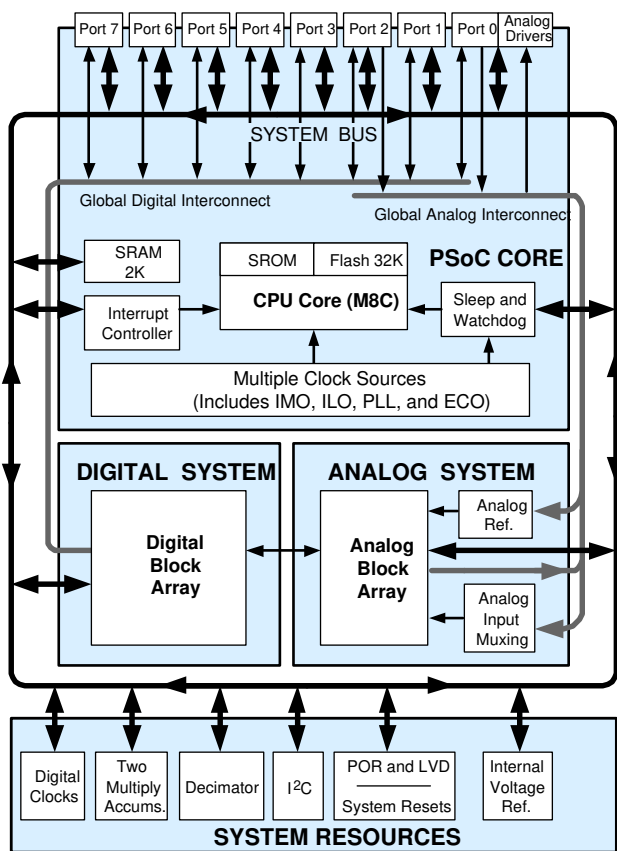 Port 7 Port 6 Port 5 Port 4 Port 3 Port 2 Port 1 Port 0 Analog
Drivers
SYSTEM BUS
Global Digital Interconnect
Global Analog Interconnect
PSoC CORE
SRAM
2K
SROM Flash 32K
CPU Core (M8C)
Interrupt
Controller
Sleep and
Watchdog
Multiple Clock Sources
(Includes IMO, ILO, PLL, and ECO)
DIGITAL SYSTEM
Digital
Block
Array
ANALOG SYSTEM
Analog
Block
Array
Analog
Ref.
Analog
Input
Muxing
Digital
Clocks
Two
Multiply
Accums.
Decimator
I2C
POR and LVD
System Resets
Internal
Voltage
Ref.
SYSTEM RESOURCES